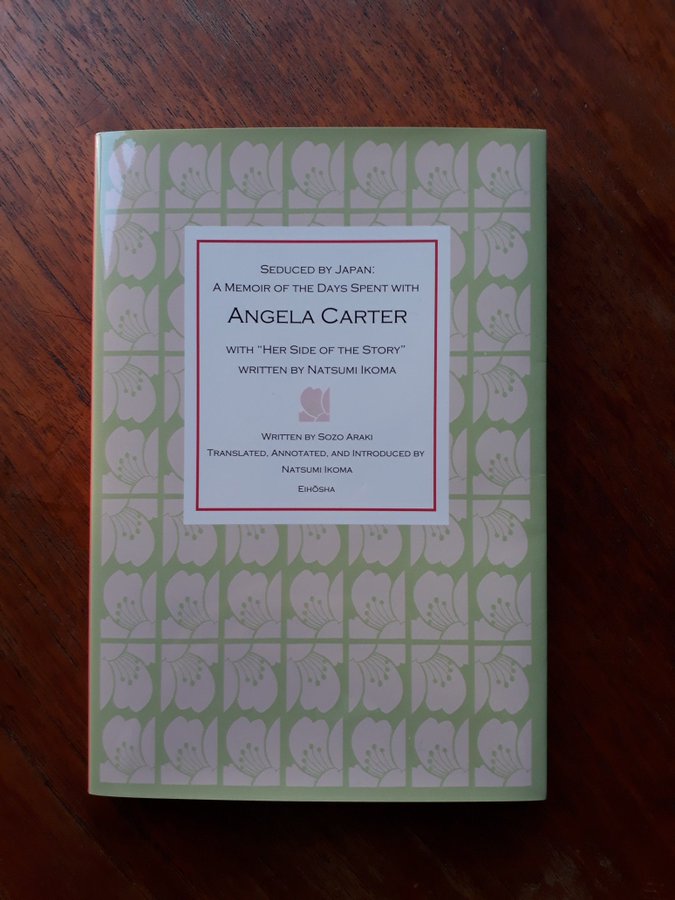 Seduced by Japan:
A Memoir of the Days Spent with
Angela Carter
with “Her Side of the Story”
written by Natsumi Ikoma
Written by Sozo Araki
Translated, Annotated, and Introduced by
Natsumi Ikoma
Eihōsha